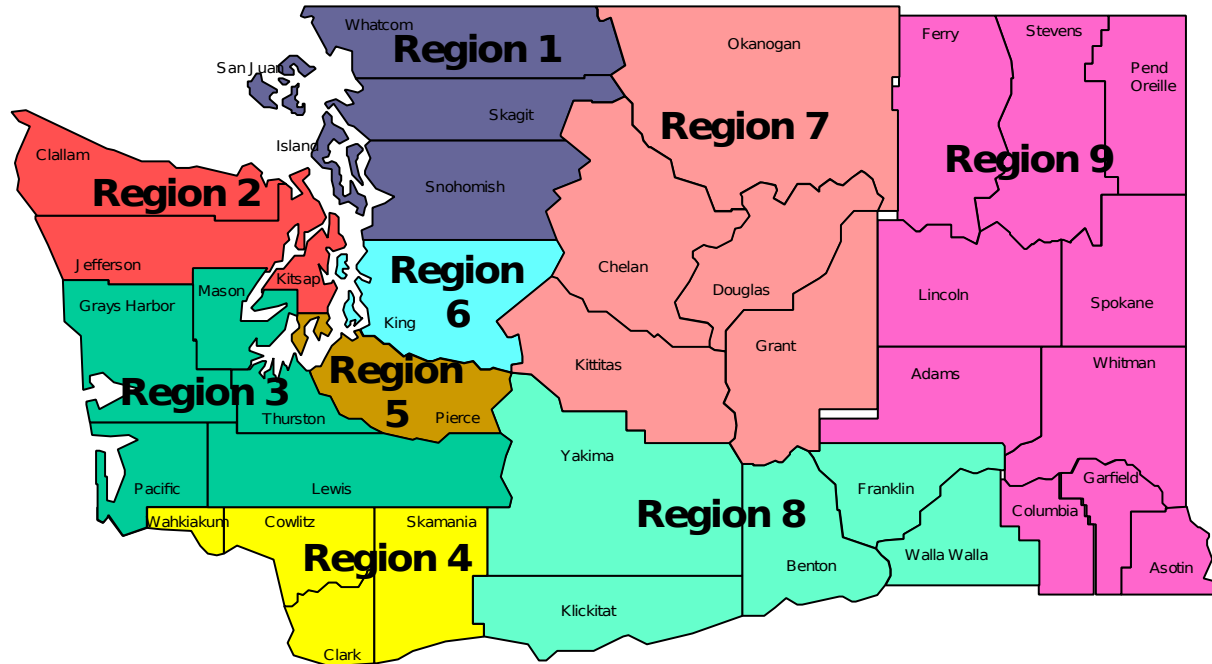 Whatcom
Region 1
San Juan
Skagit
Island
Snohomish
Okanogan
Region 7
Ferry
Stevens
Pend
Oreille
Region 9
Clallam
Region 2
Jefferson
Kitsap
Region
6
King
Chelan
Douglas
Kittitas
Grant
Lincoln
Spokane
Adams
Whitman
Grays Harbor
Mason
Region 3
Thurston
Region
5
Pierce
Pacific
Lewis
Yakima
Region 8
Franklin
Benton
Walla Walla
Klickitat
Columbia
Garfield
Asotin
Wahkiakum
Cowlitz
Skamania
Region 4
Clark